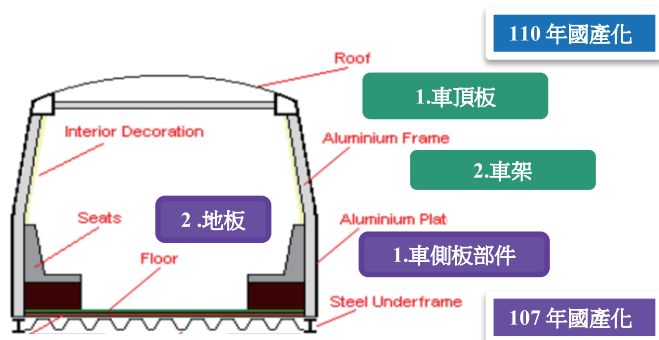 110 年國產化
Roof
1.車頂板
Interior Decoration
Aluminium Frame
2.車架
2 .地板
Seats
Aluminium Plat
1.車側板部件
Floor
Steel Underframe
107 年國產化